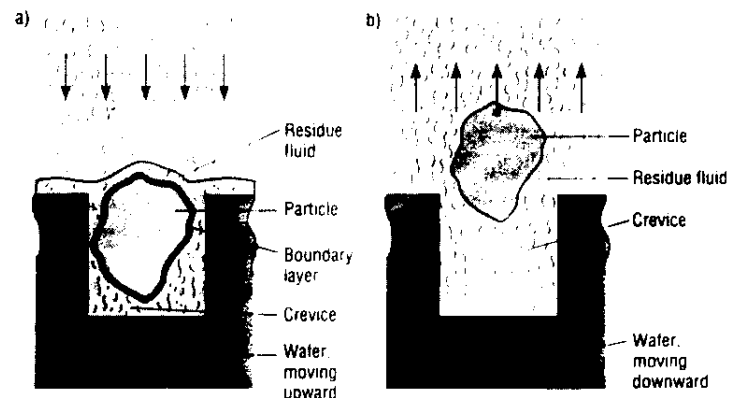 a)
Residue
fluid
Particle
Boundary
layer
Crevice
Wafer,
moving
upward
b)
Particle
Residue fluid
Crevice
Wafer,
moving
downward